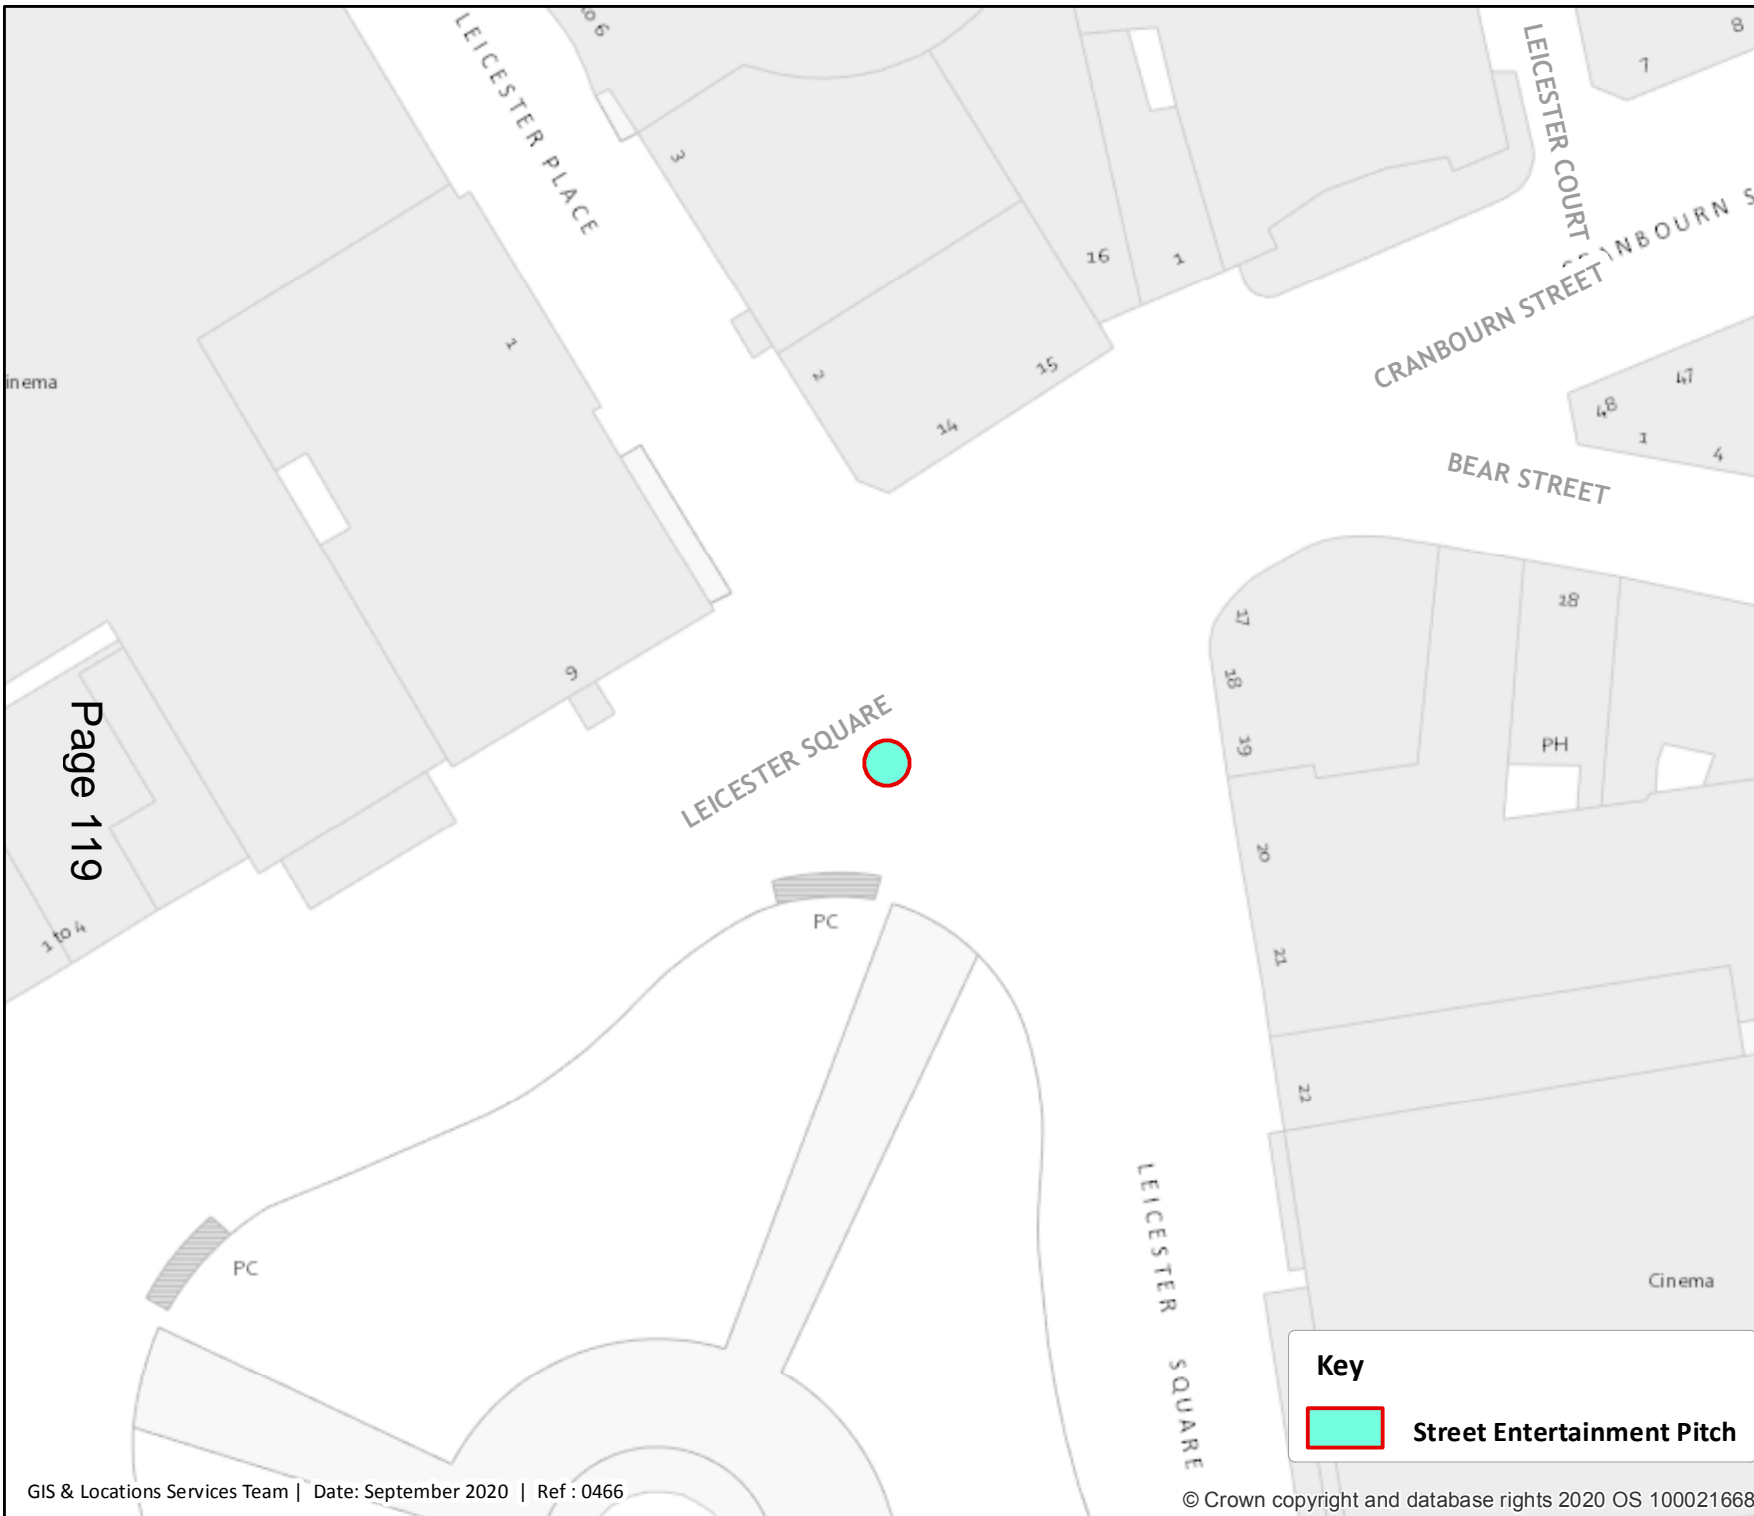 to 6
LEICESTER PLACE
3
LEICESTER COURT
7
8
16
1
CRANBOURN STREET
inema
1
2
15
14
47
48
1
4
BEAR STREET
17
18
19
28
PH
9
LEICESTER SQUARE
Page 119
20
1 to 4
PC
21
22
LEICESTER SQUARE
PC
Cinema
Key
Street Entertainment Pitch
GIS & Locations Services Team | Date: September 2020 | Ref : 0466
© Crown copyright and database rights 2020 OS 100021668